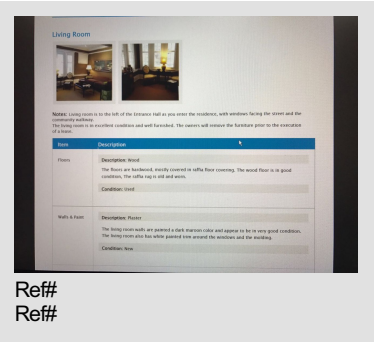 Living Room
Notes: Living room is to the left of the Entrance Hall as you enter the residence, with windows facing the street and the
community walkway.
The living room is in excellent condition and well furnished. The owners will remove the furniture prior to the execution
of a lease.
Item Description
Floors Description: Wood
The floors are hardwood, mostly covered in raffia floor covering. The wood floor is in good
condition, The raffia rug is old and worn.
Condition: Used
Walls & Paint Description: Plaster
The living room walls are painted a dark maroon color and appear to be in very good condition.
The living room also has white painted trim around the windows and the molding.
Condition: New
Ref#
Ref#